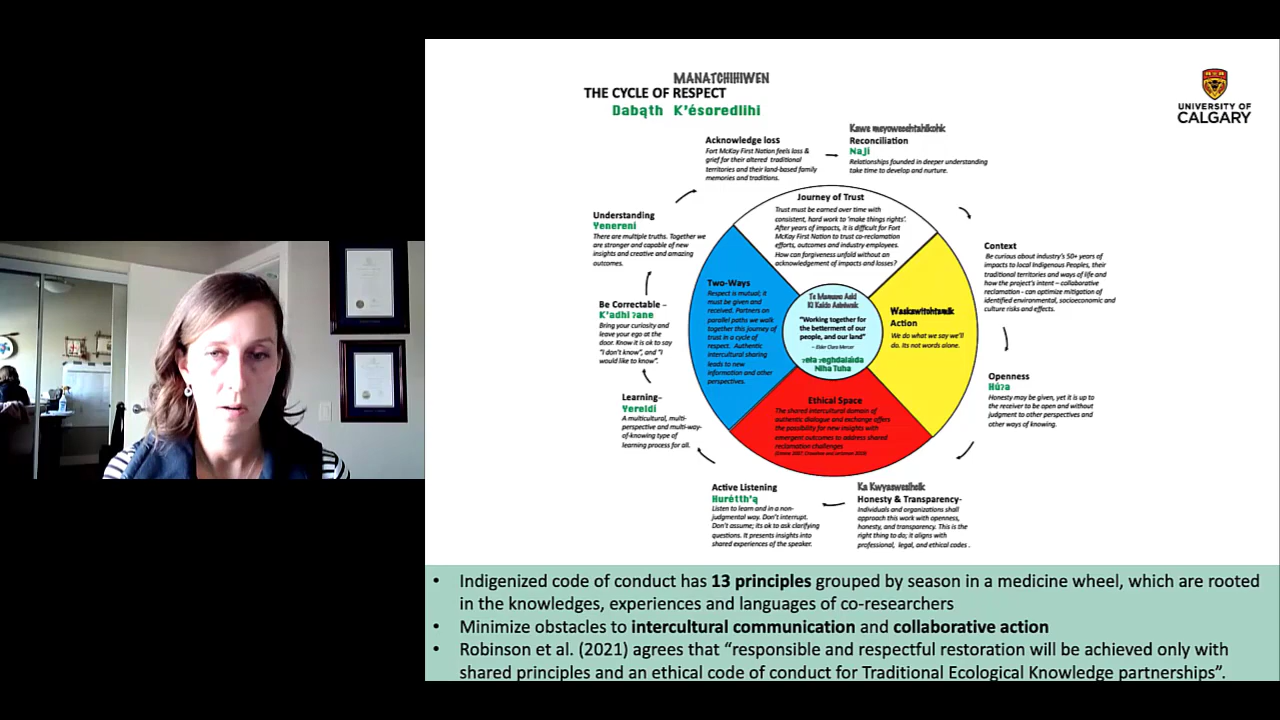 MANATCHIHIWEN
THE CYCLE OF RESPECT
Dabąth K'ésoredlihi
UNIVERSITY OF
CALGARY
Acknowledge loss
Fort McKay First Nation feels loss &
grief for their altered traditional
territories and their land-based family
memories and traditions.
Reconciliation
Naji
Relationships founded in deeper understanding
take time to develop and nurture.
Journey of Trust
Trust must be earned over time with
consistent, hard work to 'make things rights'.
After years of impacts, it is difficult for Fort
McKay First Nation to trust co-reclamation
efforts, outcomes and industry employees.
How can forgiveness unfold without an
acknowledgement of impacts and losses?
Understanding
Yenereni
There are multiple truths. Together we
are stronger and capable of new
insights and creative and amazing
outcomes.
Context
Be curious about industry's 50+ years of
impacts to local Indigenous Peoples, their
traditional territories and ways of life and
how the project's intent – collaborative
reclamation - can optimize mitigation of
identified environmental, socioeconomic and
culture risks and effects.
Two-Ways
Respect is mutual; it
must be given and
received. Partners on
parallel paths we walk
together this journey of
trust in a cycle of
respect. Authentic
intercultural sharing
leads to new
information and other
perspectives.
"Working together for
the betterment of our
people, and our land"
– Elder Clara Mercer
Niha Tuha
Action
We do what we say we'll
do. Its not words alone.
Be Correctable –
K'adhi ɂane
Bring your curiosity and
leave your ego at the
door. Know it is ok to say
"I don't know", and "I
would like to know".
Openness
Húɂa
Honesty may be given, yet it is up to
the receiver to be open and without
judgment to other perspectives and
other ways of knowing.
Learning–
Yereldi
A multicultural, multi-
perspective and multi-way-
of-knowing type of
learning process for all.
Ethical Space
The shared intercultural domain of
authentic dialogue and exchange offers
the possibility for new insights with
emergent outcomes to address shared
reclamation challenges
Active Listening
Hurétth'ą
Listen to learn and in a non-
judgmental way. Don't interrupt.
Don't assume; its ok to ask clarifying
questions. It presents insights into
shared experiences of the speaker.
Honesty & Transparency-
Individuals and organizations shall
approach this work with openness,
honesty, and transparency. This is the
right thing to do; it aligns with
professional, legal, and ethical codes .
• Indigenized code of conduct has 13 principles grouped by season in a medicine wheel, which are rooted
in the knowledges, experiences and languages of co-researchers
• Minimize obstacles to intercultural communication and collaborative action
• Robinson et al. (2021) agrees that "responsible and respectful restoration will be achieved only with
shared principles and an ethical code of conduct for Traditional Ecological Knowledge partnerships".